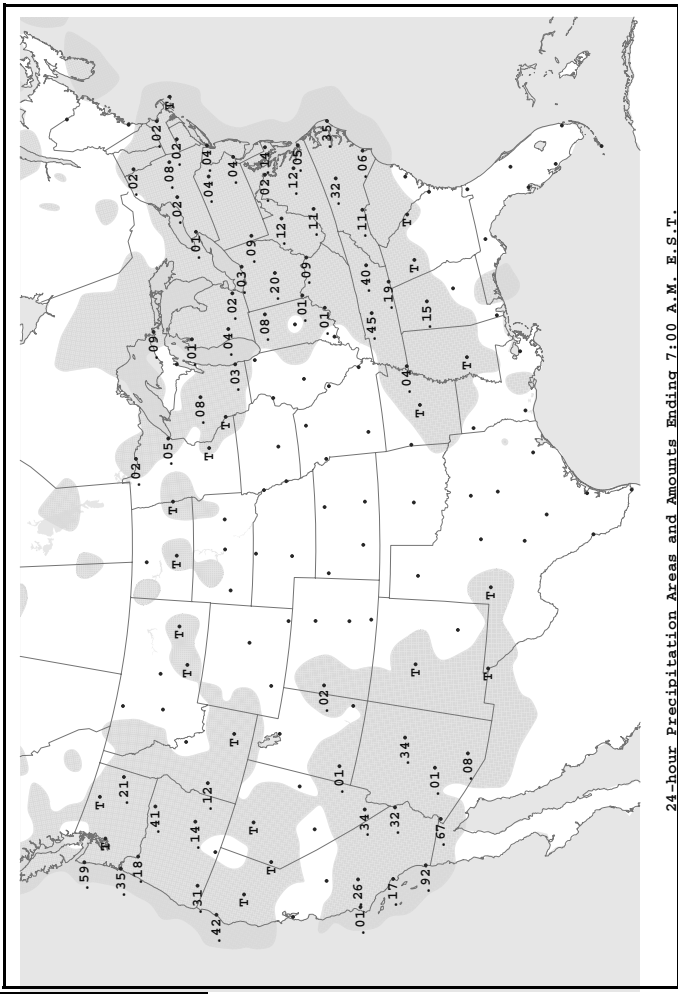 .59
T
T
.35
.21
.02
.02
.18
.09
.41
.02
.05
T
.08
T
.02
T
.02
T
T
.01
.14
.01
.31
.08
.04
.12
.04
T
.42
T
.04
.02
.04
T
.03
.03
T
.09
T
.14
.08
.02
T
.20
.12
.12
.05
.01
.09
.11
.02
.01
.35
.32
.01
.01
.26
.06
.11
.34
.40
.45
.19
.17
.32
.34
.04
T
T
T
T
.92
.15
.01
.67
.08
T
T
T
24-hour Precipitation Areas and Amounts Ending 7:00 A.M. E.S.T.